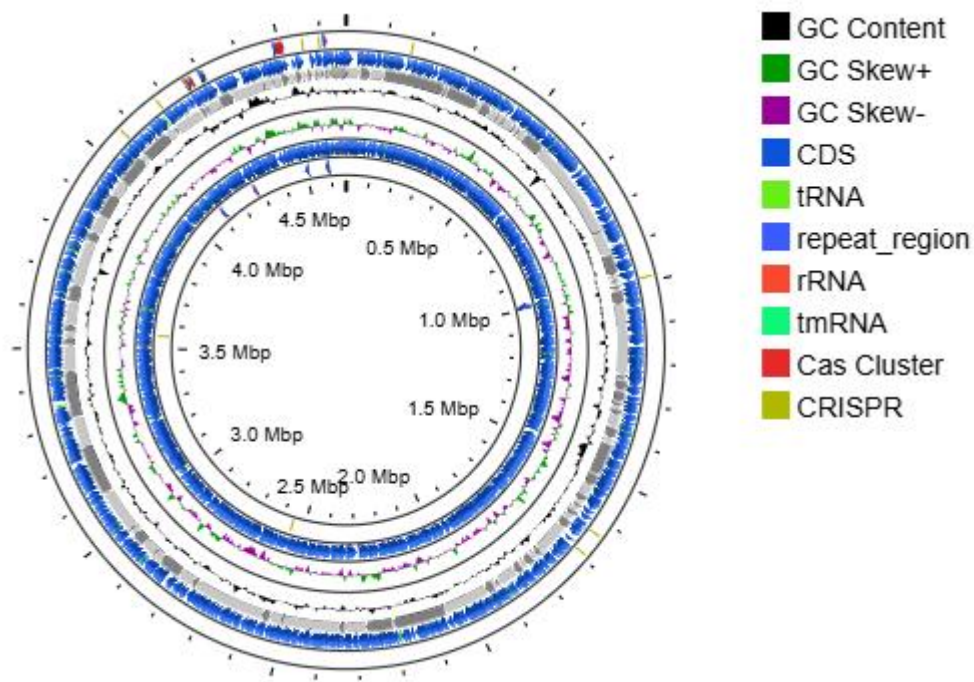 GC Content
GC Skew+
GC Skew-
CDS
tRNA
repeat_region
rRNA
tmRNA
Cas Cluster
CRISPR
4.5 Mbp
0.5 Mbp
4.0 Mbp
1.0 Mbp
3.5 Mbp
1.5 Mbp
3.0 Mbp
2.5 Mbp
2.0 Mbp